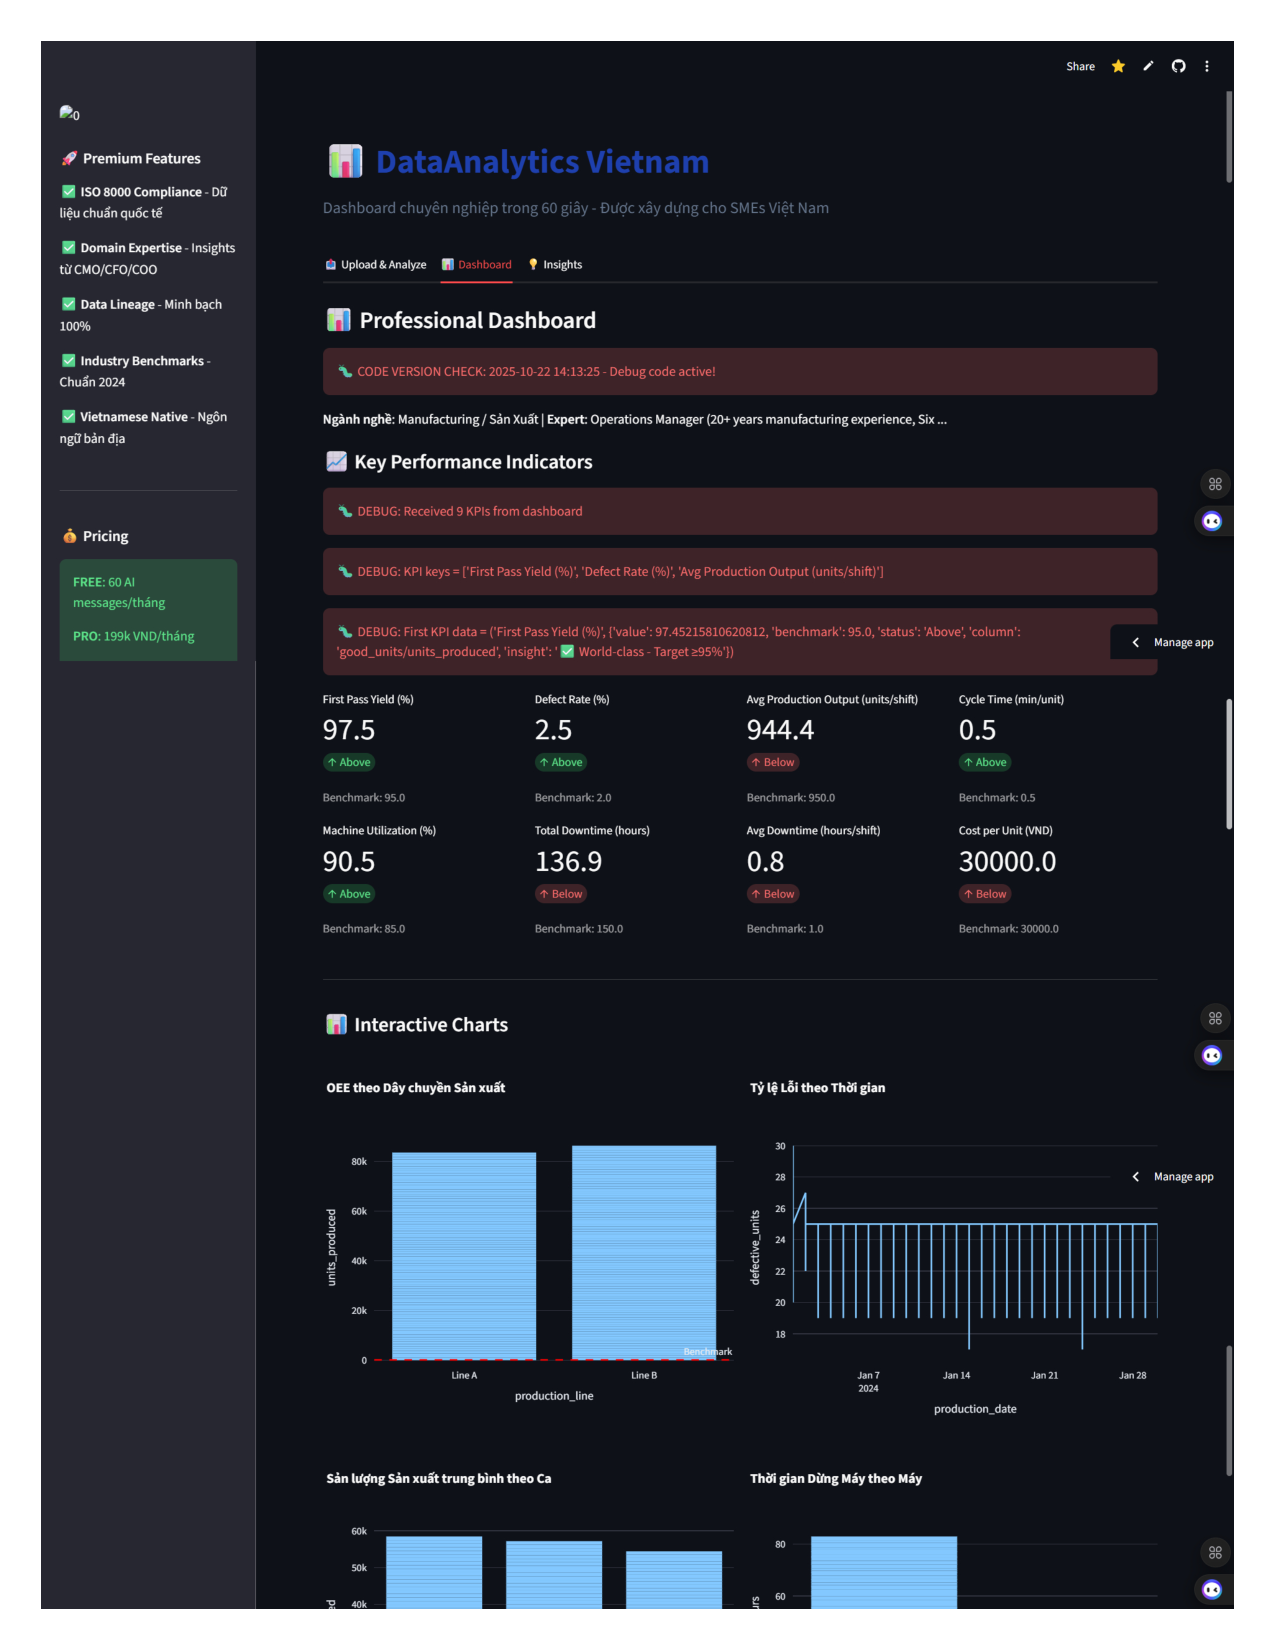 Share
0
🚀 Premium Features
✅ ISO 8000 Compliance - Dữ
liệu chuẩn quốc tế
✅ Domain Expertise - Insights
từ CMO/CFO/COO
✅ Data Lineage - Minh bạch
100%
✅ Industry Benchmarks -
Chuẩn 2024
✅ Vietnamese Native - Ngôn
ngữ bản địa
💰 Pricing
FREE: 60 AI
messages/tháng
PRO: 199k VND/tháng
📊 DataAnalytics Vietnam
Dashboard chuyên nghiệp trong 60 giây - Được xây dựng cho SMEs Việt Nam
📤 Upload & Analyze 📊 Dashboard 💡 Insights
📊 Professional Dashboard
🐛 CODE VERSION CHECK: 2025-10-22 14:13:25 - Debug code active!
Ngành nghề: Manufacturing / Sản Xuất | Expert: Operations Manager (20+ years manufacturing experience, Six ...
📈 Key Performance Indicators
🐛 DEBUG: Received 9 KPIs from dashboard
🐛 DEBUG: KPI keys = ['First Pass Yield (%)', 'Defect Rate (%)', 'Avg Production Output (units/shift)']
🐛 DEBUG: First KPI data = ('First Pass Yield (%)', {'value': 97.45215810620812, 'benchmark': 95.0, 'status': 'Above', 'column':
'good_units/units_produced', 'insight': '✅ World-class - Target ≥95%'})
Manage app
First Pass Yield (%) Defect Rate (%) Avg Production Output (units/shift) Cycle Time (min/unit)
97.5 2.5 944.4 0.5
↑ Above ↑ Above ↑ Below ↑ Above
Benchmark: 95.0 Benchmark: 2.0 Benchmark: 950.0 Benchmark: 0.5
Machine Utilization (%) Total Downtime (hours) Avg Downtime (hours/shift) Cost per Unit (VND)
90.5 136.9 0.8 30000.0
↑ Above ↑ Below ↑ Below ↑ Below
Benchmark: 85.0 Benchmark: 150.0 Benchmark: 1.0 Benchmark: 30000.0
📊 Interactive Charts
OEE theo Dây chuyền Sản xuất
80k
60k
40k
20k
0
units_produced
Benchmark
Line A Line B
production_line
Tỷ lệ Lỗi theo Thời gian
30
28
26
24
22
20
18
defective_units
Jan 7 Jan 14 Jan 21 Jan 28
2024
production_date
Manage app
Sản lượng Sản xuất trung bình theo Ca
60k
50k
40k
Thời gian Dừng Máy theo Máy
80
60